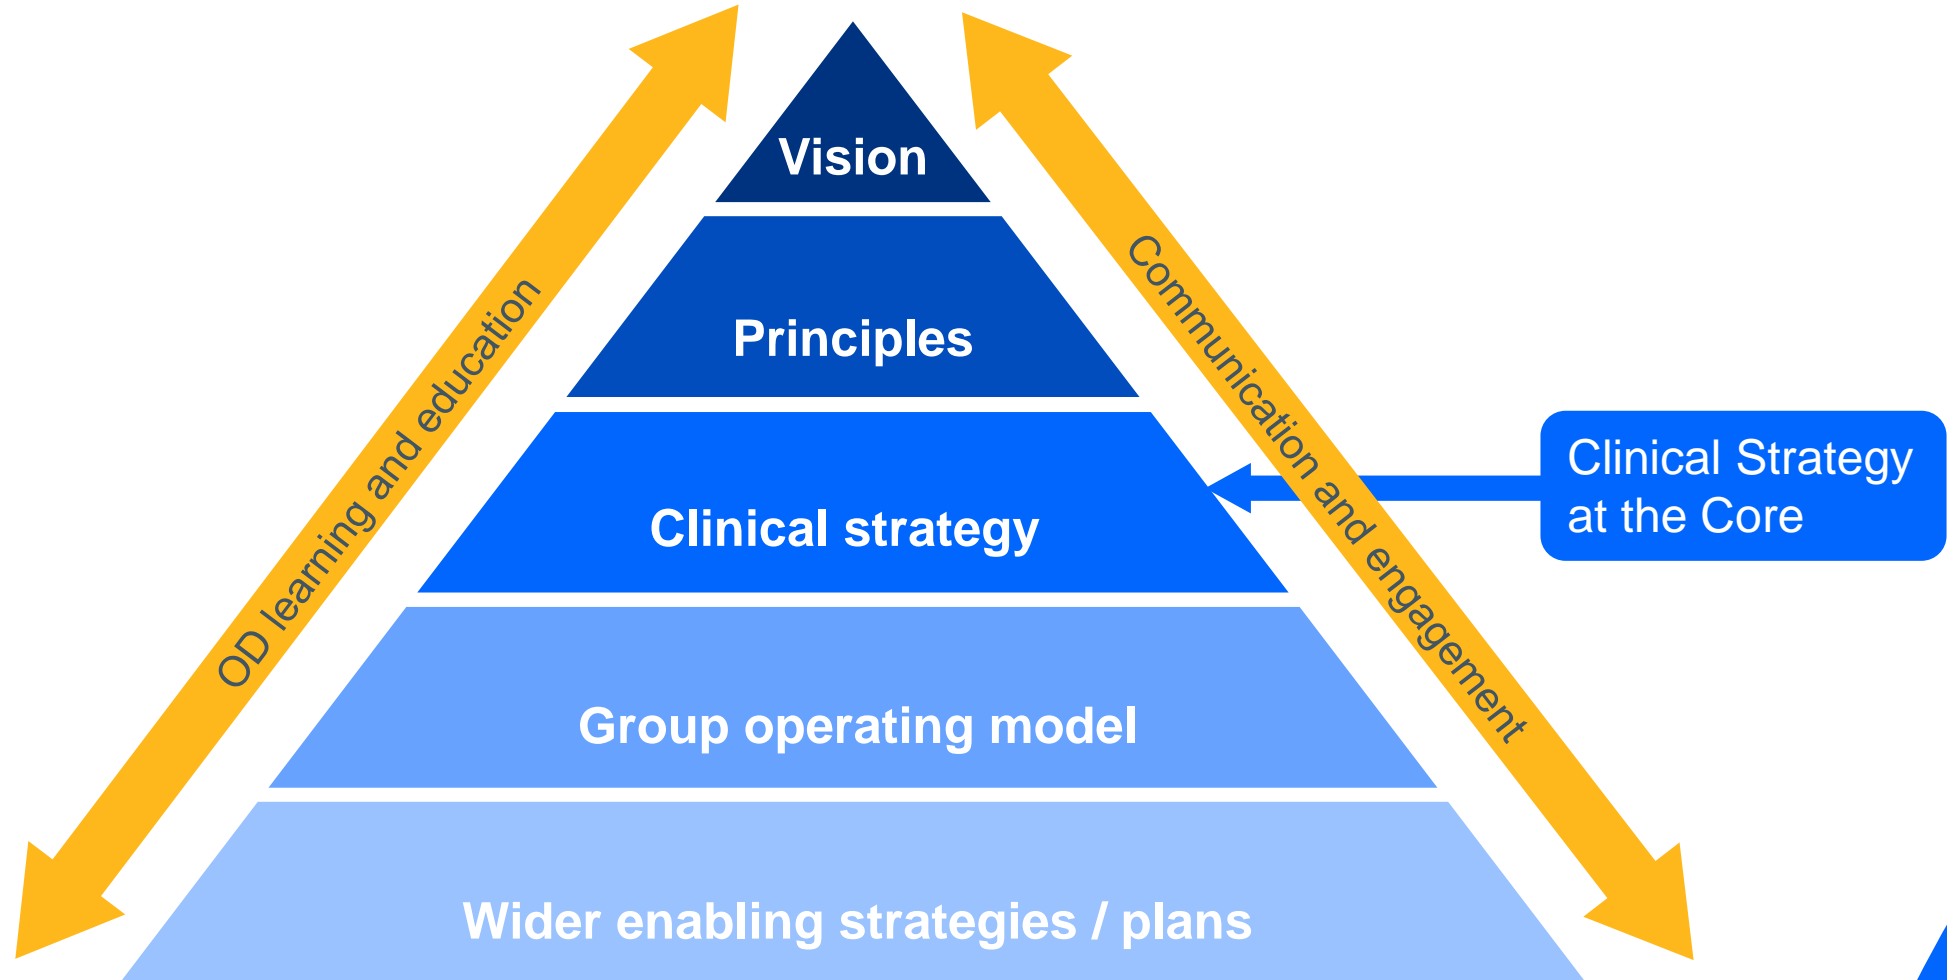 Vision
Principles
Clinical strategy
Group operating model
Wider enabling strategies / plans
OD learning and education
Communication and engagement
Clinical Strategy
at the Core